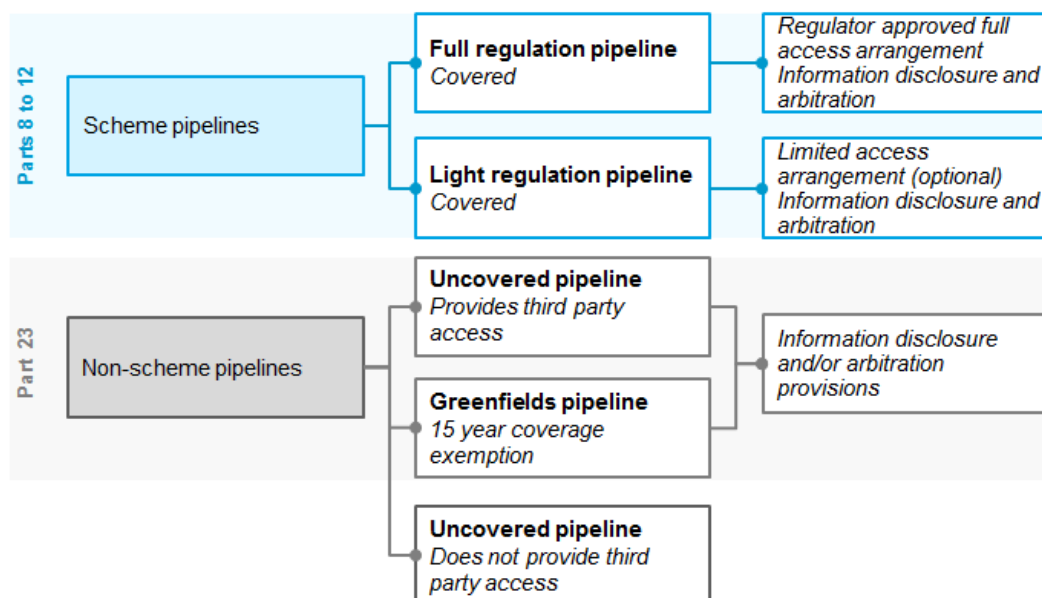 Parts 8 to 12
Scheme pipelines
Full regulation pipeline
Covered
Regulator approved full
access arrangement
Information disclosure and
arbitration
Light regulation pipeline
Covered
Limited access
arrangement (optional)
Information disclosure and
arbitration
Part 23
Non-scheme pipelines
Uncovered pipeline
Provides third party
access
Greenfields pipeline
15 year coverage
exemption
Information disclosure
and/or arbitration
provisions
Uncovered pipeline
Does not provide third
party access